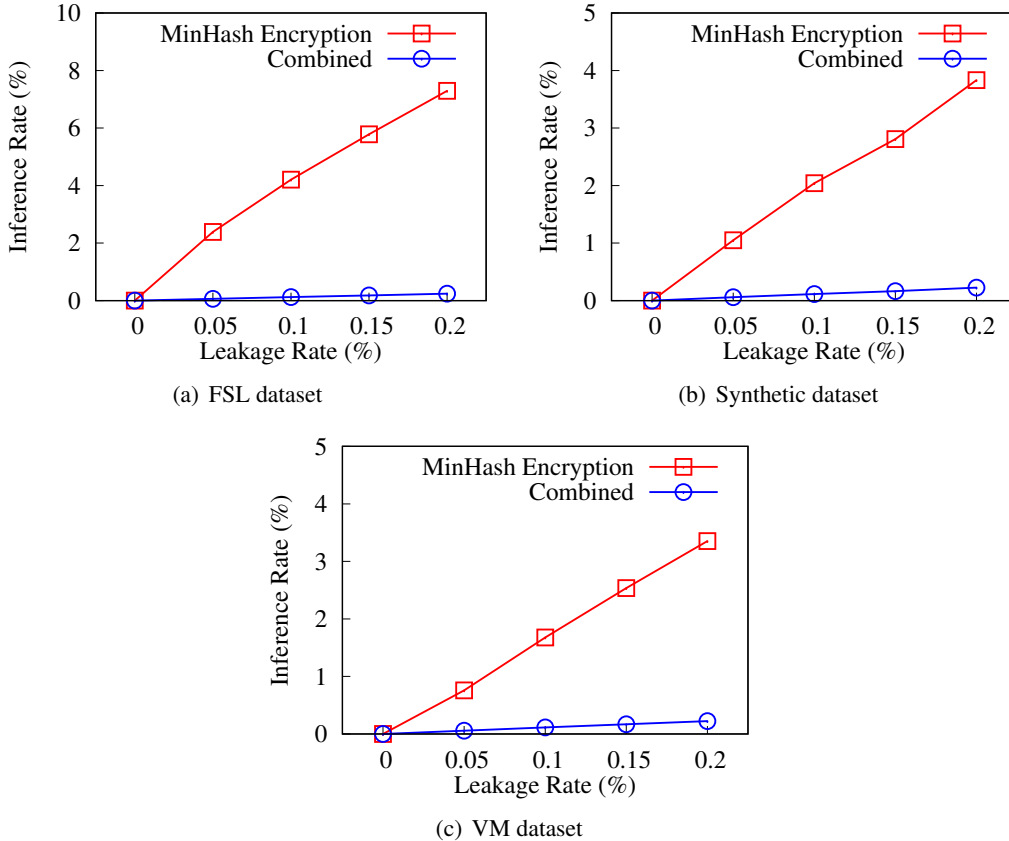 10
8
6
4
2
0
Inference Rate (%)
MinHash Encryption
Combined
0 0.05 0.1 0.15 0.2
Leakage Rate (%)
(a) FSL dataset
5
4
3
2
1
0
Inference Rate (%)
MinHash Encryption
Combined
0 0.05 0.1 0.15 0.2
Leakage Rate (%)
(b) Synthetic dataset
5
4
3
2
1
0
Inference Rate (%)
MinHash Encryption
Combined
0 0.05 0.1 0.15 0.2
Leakage Rate (%)
(c) VM dataset